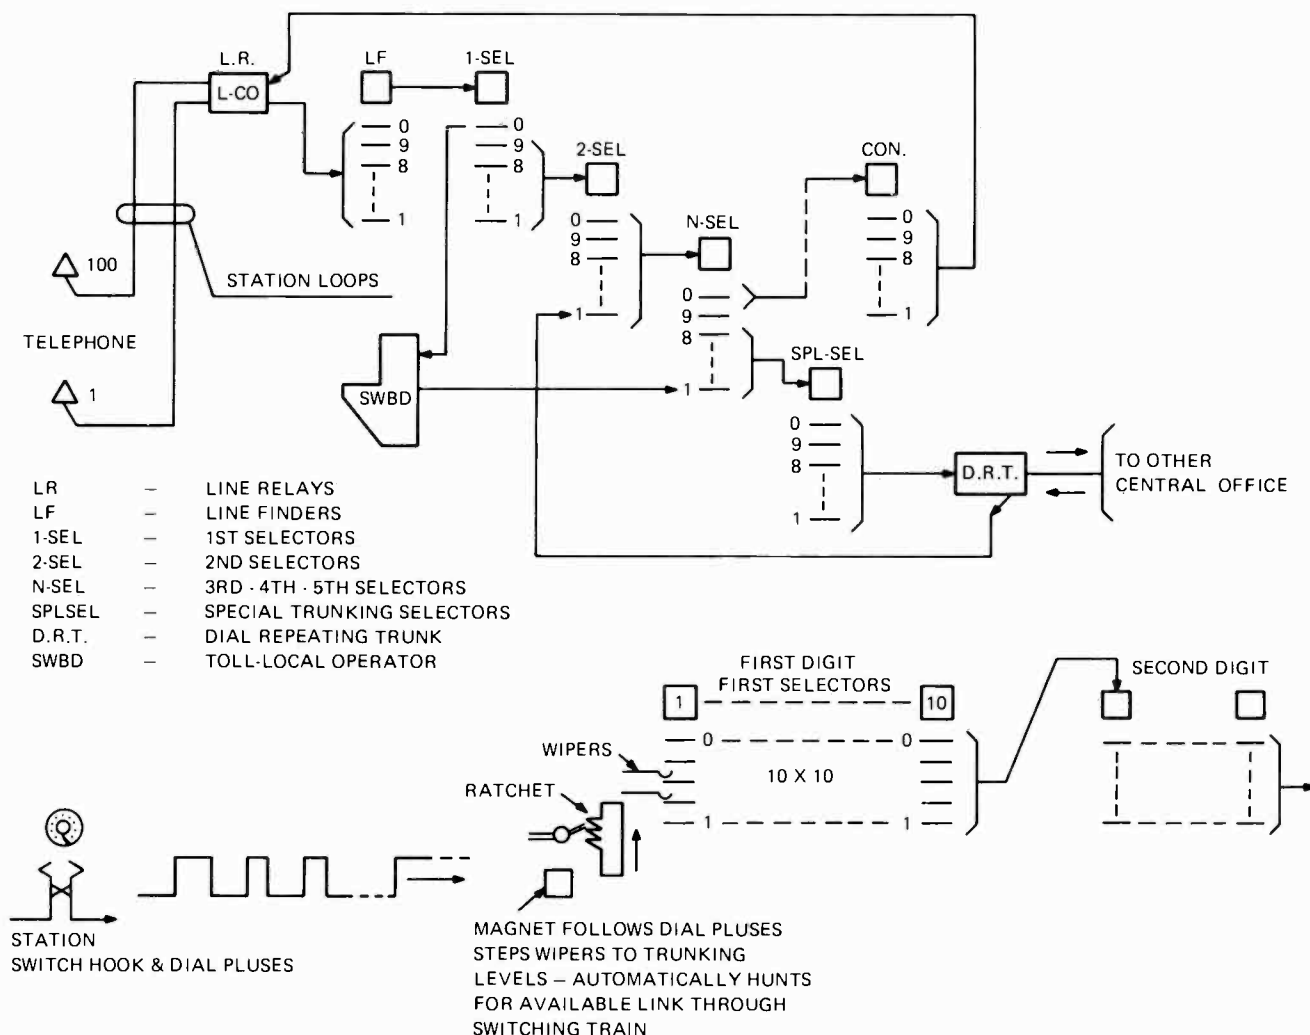 L.R.
L-CO
LF
1-SEL
0
9
8
1
0
9
8
1
2-SEL
0
9
8
1
N-SEL
0
9
8
1
CON.
0
9
8
1
SPL-SEL
0
9
8
1
100
STATION LOOPS
TELEPHONE
1
SWBD
D.R.T.
TO OTHER
CENTRAL OFFICE
LR – LINE RELAYS
LF – LINE FINDERS
1-SEL – 1ST SELECTORS
2-SEL – 2ND SELECTORS
N-SEL – 3RD - 4TH - 5TH SELECTORS
SPLSEL – SPECIAL TRUNKING SELECTORS
D.R.T. – DIAL REPEATING TRUNK
SWBD – TOLL-LOCAL OPERATOR
FIRST DIGIT
FIRST SELECTORS
1
10
0
0
10 X 10
1
1
SECOND DIGIT
WIPERS
RATCHET
STATION
SWITCH HOOK & DIAL PLUSES
MAGNET FOLLOWS DIAL PLUSES
STEPS WIPERS TO TRUNKING
LEVELS – AUTOMATICALLY HUNTS
FOR AVAILABLE LINK THROUGH
SWITCHING TRAIN